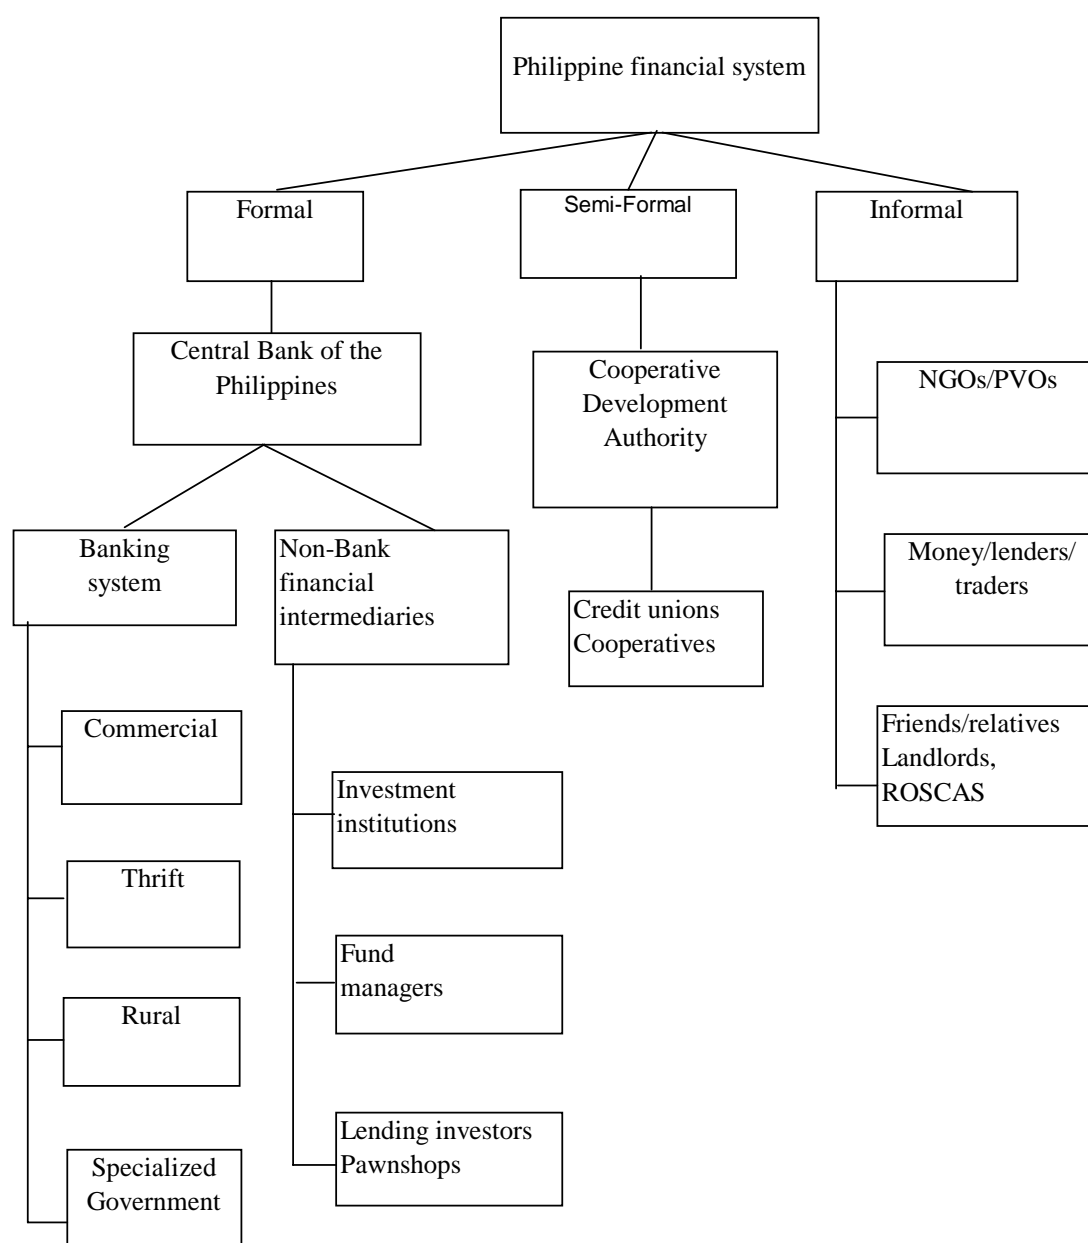 Philippine financial system
Formal
Semi-Formal
Informal
Central Bank of the
Philippines
Cooperative
Development
Authority
NGOs/PVOs
Banking
system
Non-Bank
financial
intermediaries
Money/lenders/
traders
Credit unions
Cooperatives
Commercial
Friends/relatives
Landlords,
ROSCAS
Investment
institutions
Thrift
Fund
managers
Rural
Lending investors
Pawnshops
Specialized
Government